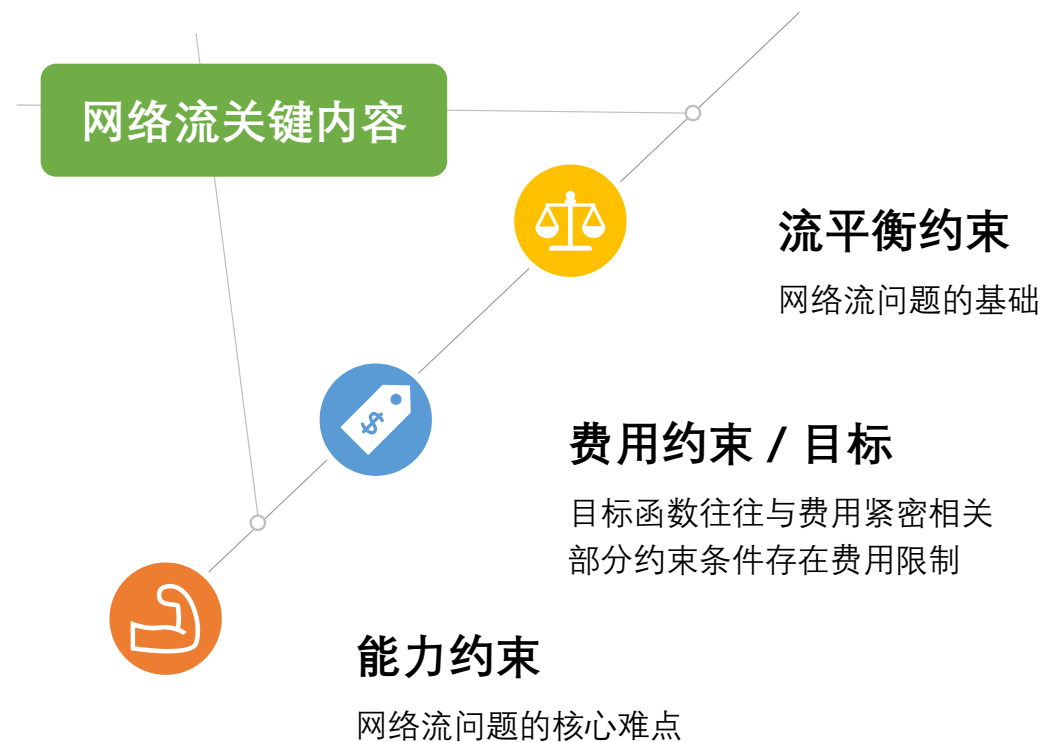 网络流关键内容
流平衡约束
网络流问题的基础
费用约束 / 目标
目标函数往往与费用紧密相关
部分约束条件存在费用限制
能力约束
网络流问题的核心难点